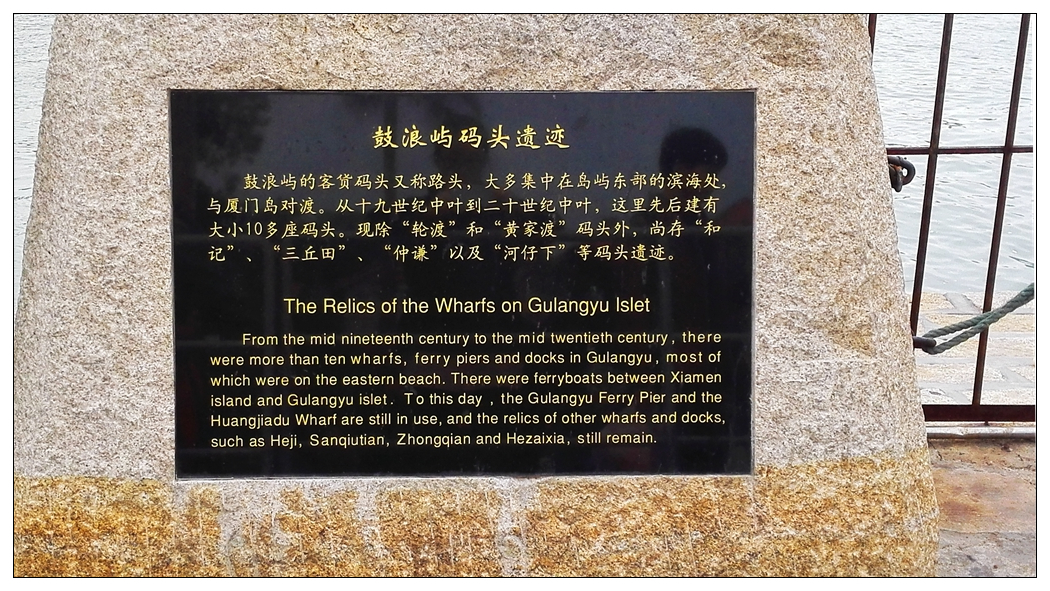 鼓浪屿码头遗迹
鼓浪屿的客货码头又称路头，大多集中在岛屿东部的滨海处，
与厦门岛对渡。从十九世纪中叶到二十世纪中叶，这里先后建有
大小10多座码头。现除“轮渡”和“黄家渡”码头外，尚存“和
记”、“三丘田”、“仲谦”以及“河仔下”等码头遗迹。
The Relics of the Wharfs on Gulangyu Islet
From the mid nineteenth century to the mid twentieth century, there
were more than ten wharfs, ferry piers and docks in Gulangyu, most of
which were on the eastern beach. There were ferryboats between Xiamen
island and Gulangyu islet. To this day , the Gulangyu Ferry Pier and the
Huangjiadu Wharf are still in use, and the relics of other wharfs and docks,
such as Heji, Sanqiutian, Zhongqian and Hezaixia, still remain.